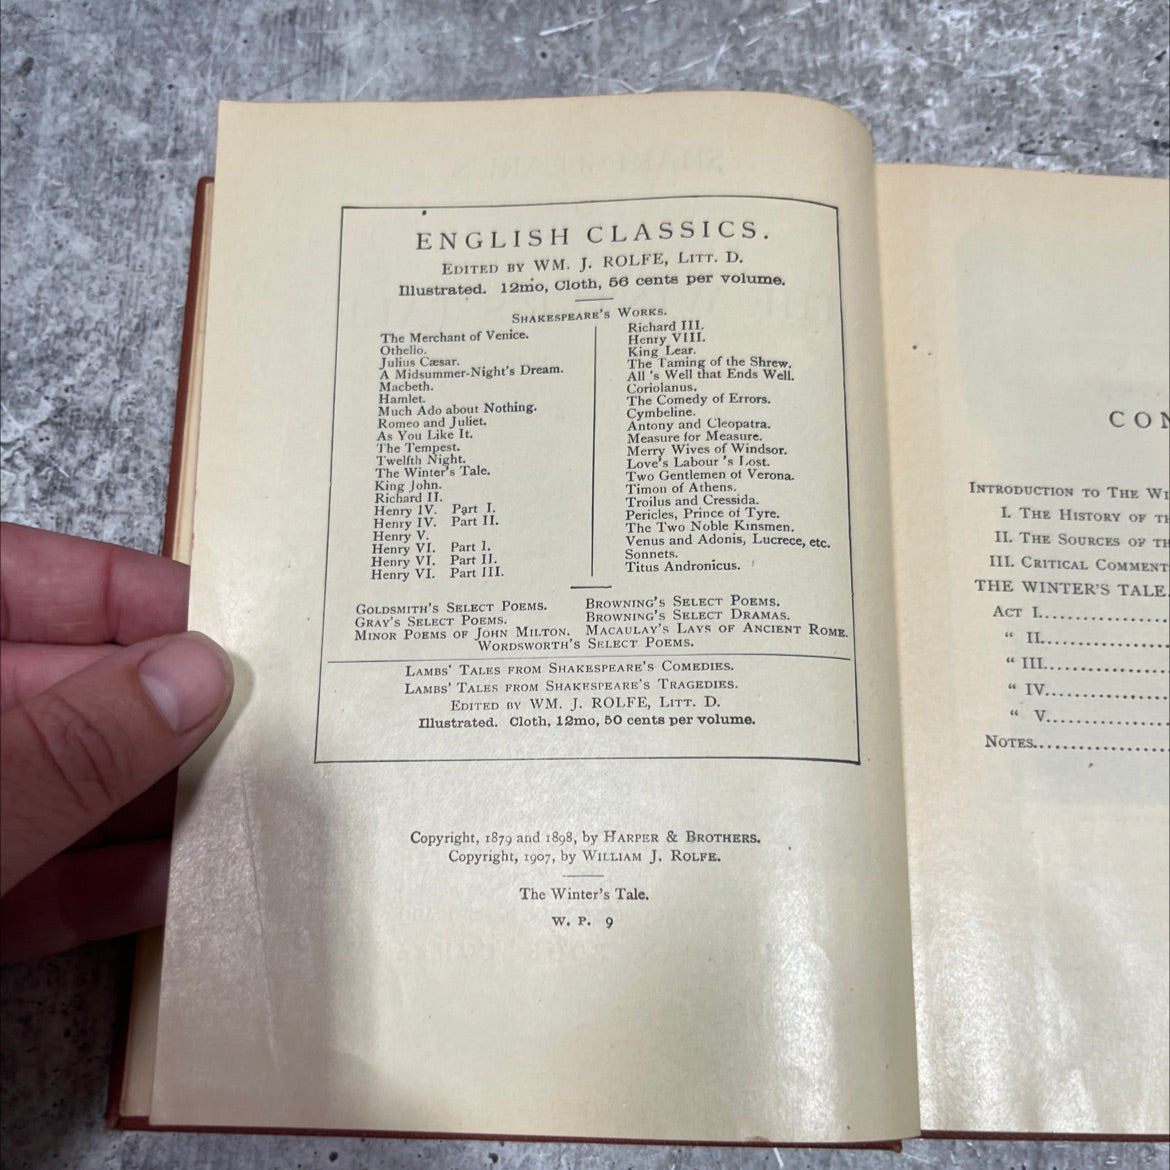 ENGLISH CLASSICS.
EDITED BY WM. J. ROLFE, LITT. D.
Illustrated. 12mo, Cloth, 56 cents per volume.
SHAKESPEARE'S WORKS.
The Merchant of Venice.
Othello.
Julius Cæsar.
A Midsummer-Night's Dream.
Macbeth.
Hamlet.
Much Ado about Nothing.
Romeo and Juliet.
As You Like It.
The Tempest.
Twelfth Night.
The Winter's Tale.
King John.
Richard II.
Henry IV. Part I.
Henry IV. Part II.
Henry V.
Henry VI. Part I.
Henry VI. Part II.
Henry VI. Part III.
Richard III.
Henry VIII.
King Lear.
The Taming of the Shrew.
All 's Well that Ends Well.
Coriolanus.
The Comedy of Errors.
Cymbeline.
Antony and Cleopatra.
Measure for Measure.
Merry Wives of Windsor.
Love's Labour 's Lost.
Two Gentlemen of Verona.
Timon of Athens.
Troilus and Cressida.
Pericles, Prince of Tyre.
The Two Noble Kinsmen.
Venus and Adonis, Lucrece, etc.
Sonnets.
Titus Andronicus.
GOLDSMITH'S SELECT POEMS.
GRAY'S SELECT POEMS.
MINOR POEMS OF JOHN MILTON.
BROWNING'S SELECT POEMS.
BROWNING'S SELECT DRAMAS.
MACAULAY'S LAYS OF ANCIENT ROME.
WORDSWORTH'S SELECT POEMS.
LAMBS' TALES FROM SHAKESPEARE'S COMEDIES.
LAMBS' TALES FROM SHAKESPEARE'S TRAGEDIES.
EDITED BY WM. J. ROLFE, LITT. D.
Illustrated. Cloth, 12mo, 50 cents per volume.
Copyright, 1879 and 1898, by HARPER & BROTHERS.
Copyright, 1907, by WILLIAM J. ROLFE.
The Winter's Tale.
W. P. 9
CON
INTRODUCTION TO THE WI
I. THE HISTORY OF TH
II. THE SOURCES OF TH
III. CRITICAL COMMENT
THE WINTER'S TALE.
ACT I.
" II.
" III.
" IV.
" V.
NOTES